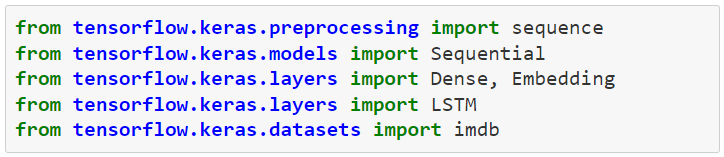 from tensorflow.keras.preprocessing import sequence
from tensorflow.keras.models import Sequential
from tensorflow.keras.layers import Dense, Embedding
from tensorflow.keras.layers import LSTM
from tensorflow.keras.datasets import imdb